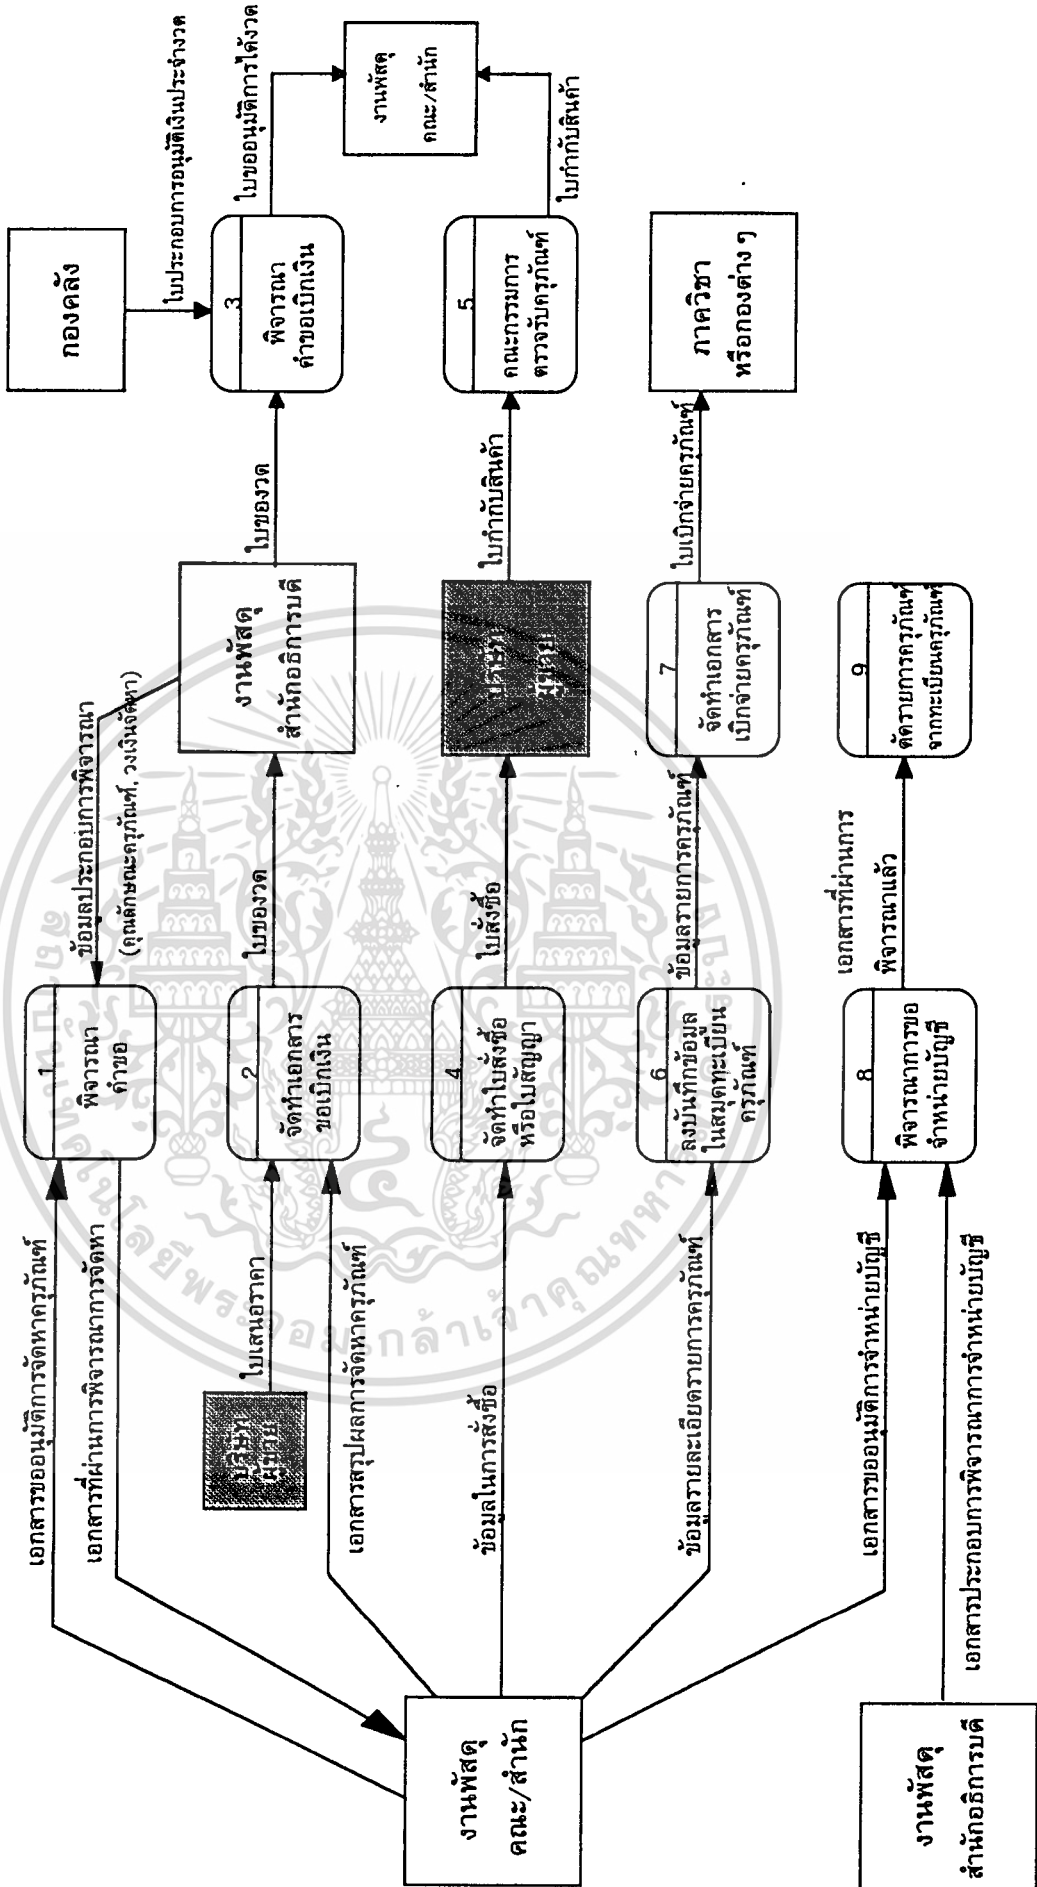 เอกสารขออนุมัติการจัดหาครุภัณฑ์
เอกสารที่ผ่านการพิจารณาการจัดหา
1
พิจารณา
คำขอ
ข้อมูลประกอบการพิจารณา
(คุณลักษณะครุภัณฑ์, วงเงินจัดหา)
กองคลัง
ใบประกอบการอนุมัติเงินประจำงวด
บริษัท
ผู้ขาย
ใบเสนอราคา
เอกสารสรุปผลการจัดหาครุภัณฑ์
2
จัดทำเอกสาร
ขอเบิกเงิน
ใบของวด
งานพัสดุ
สำนักอธิการบดี
ใบของวด
3
พิจารณา
คำขอเบิกเงิน
ใบขออนุมัติการได้งวด
งานพัสดุ
คณะ/สำนัก
งานพัสดุ
คณะ/สำนัก
ข้อมูลในการสั่งซื้อ
4
จัดทำใบสั่งซื้อ
หรือใบสัญญา
ใบสั่งซื้อ
บริษัท
ผู้ขาย
ใบกำกับสินค้า
5
คณะกรรมการ
ตรวจรับครุภัณฑ์
ใบกำกับสินค้า
ข้อมูลรายละเอียดรายการครุภัณฑ์
6
ลงบันทึกข้อมูล
ในสมุดทะเบียน
ครุภัณฑ์
ข้อมูลรายการครุภัณฑ์
7
จัดทำเอกสาร
เบิกจ่ายครุภัณฑ์
ใบเบิกจ่ายครุภัณฑ์
ภาควิชา
หรือกองต่าง ๆ
เอกสารขออนุมัติการจำหน่ายบัญชี
8
พิจารณาการขอ
จำหน่ายบัญชี
เอกสารที่ผ่านการ
พิจารณาแล้ว
9
ตัดรายการครุภัณฑ์
จากทะเบียนครุภัณฑ์
งานพัสดุ
สำนักอธิการบดี
เอกสารประกอบการพิจารณาการจำหน่ายบัญชี